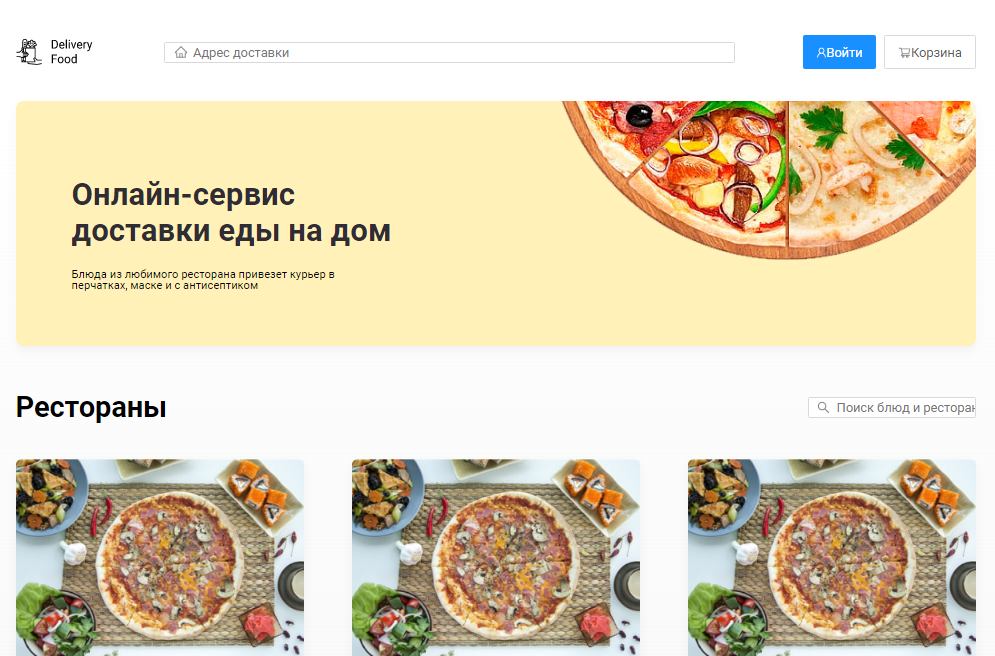 Delivery
Food
Адрес доставки
Войти
Корзина
Онлайн-сервис
доставки еды на дом
Блюда из любимого ресторана привезет курьер в
перчатках, маске и с антисептиком
Рестораны
Поиск блюд и ресторан